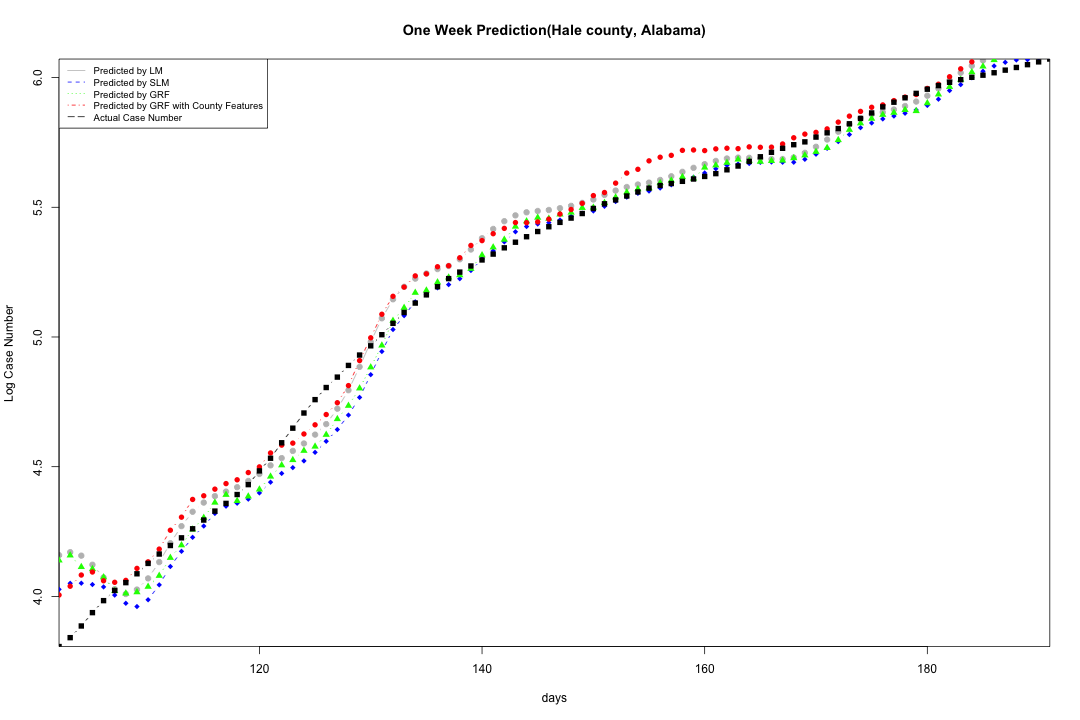 One Week Prediction(Hale county, Alabama)
Predicted by LM
Predicted by SLM
Predicted by GRF
Predicted by GRF with County Features
Actual Case Number
6.0
5.5
5.0
4.5
4.0
Log Case Number
120 140 160 180
days